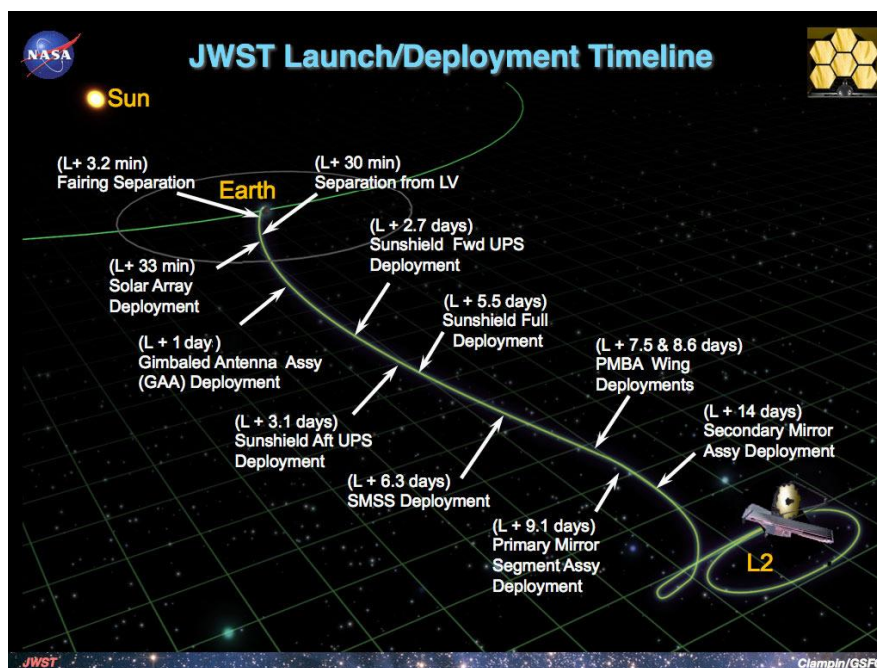 NASA
JWST Launch/Deployment Timeline
Sun
(L+ 3.2 min)
Fairing Separation
Earth
(L+ 30 min)
Separation from LV
(L + 2.7 days)
Sunshield Fwd UPS
Deployment
(L+ 33 min)
Solar Array
Deployment
(L + 5.5 days)
Sunshield Full
Deployment
(L + 1 day)
Gimbaled Antenna Assy
(GAA) Deployment
(L + 7.5 & 8.6 days)
PMBA Wing
Deployments
(L + 3.1 days)
Sunshield Aft UPS
Deployment
(L + 14 days)
Secondary Mirror
Assy Deployment
(L + 6.3 days)
SMSS Deployment
(L + 9.1 days)
Primary Mirror
Segment Assy
Deployment
L2
JWST
Clampin/GSF